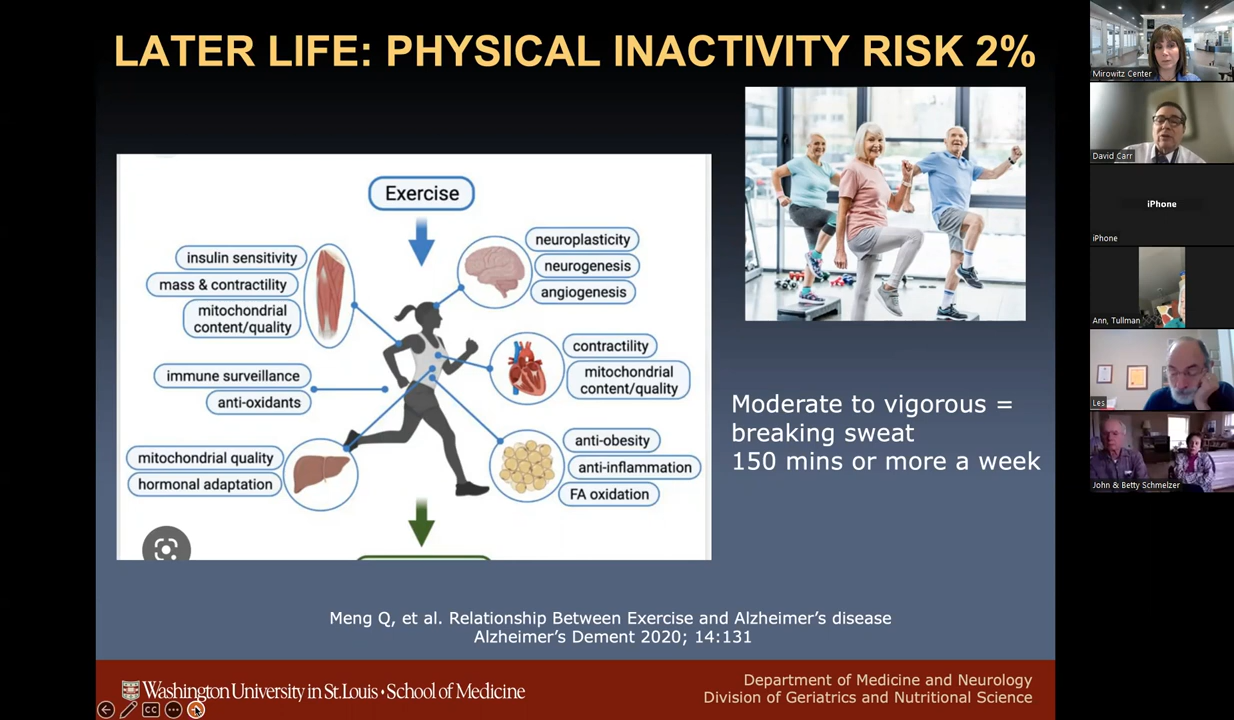 LATER LIFE: PHYSICAL INACTIVITY RISK 2%
Exercise
insulin sensitivity
mass & contractility
mitochondrial
content/quality
immune surveillance
anti-oxidants
mitochondrial quality
hormonal adaptation
neuroplasticity
neurogenesis
angiogenesis
contractility
mitochondrial
content/quality
anti-obesity
anti-inflammation
FA oxidation
Moderate to vigorous =
breaking sweat
150 mins or more a week
Meng Q, et al. Relationship Between Exercise and Alzheimer’s disease
Alzheimer’s Dement 2020; 14:131
Washington University in St. Louis • School of Medicine
Department of Medicine and Neurology
Division of Geriatrics and Nutritional Science
CC
Mirowitz Center
David Carr
iPhone
iPhone
Ann, Tullman
Les
John & Betty Schmelzer